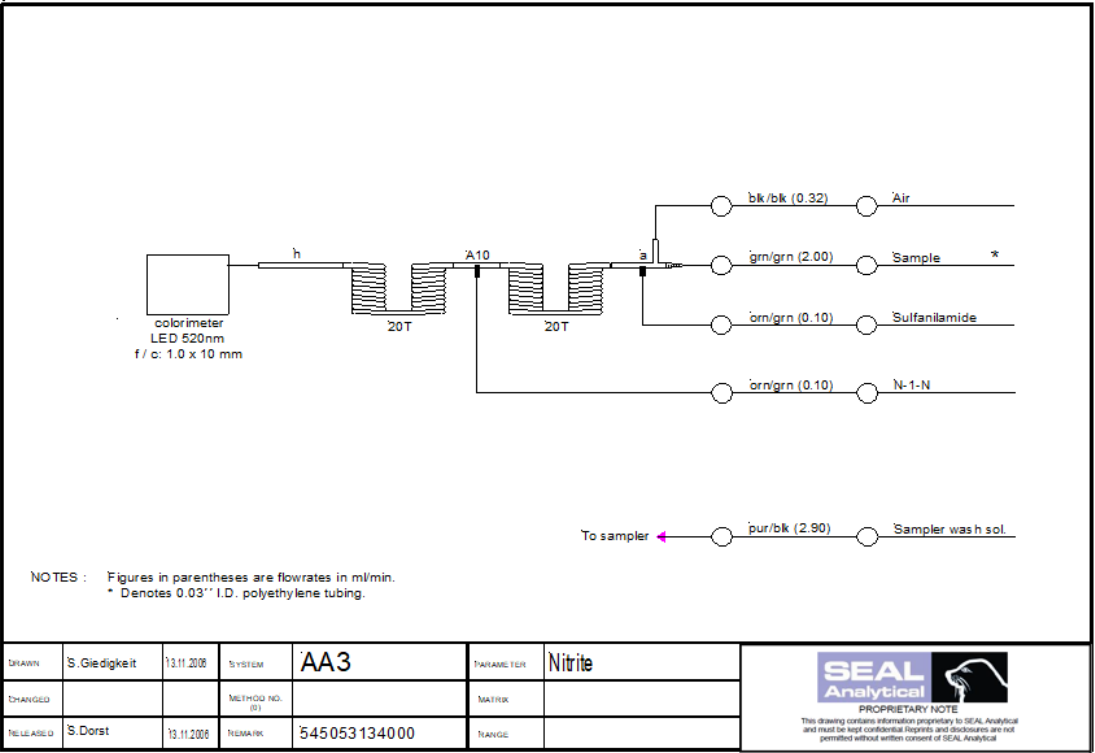 blk/blk (0.32) Air
h A10 a grn/grn (2.00) Sample *
colorimeter 20T 20T orn/grn (0.10) Sulfanilamide
LED 520nm
f / c: 1.0 x 10 mm
orn/grn (0.10) N-1-N
To sampler pur/blk (2.90) Sampler wash sol.
NOTES : Figures in parentheses are flowrates in ml/min.
* Denotes 0.03'' I.D. polyethylene tubing.
DRAWN S.Giedigkeit 13.11.2006 SYSTEM AA3 PARAMETER Nitrite
CHANGED METHOD NO. (G) MATRIX
RELEASED S.Dorst 13.11.2006 REMARK 545053134000 RANGE
SEAL
Analytical
PROPRIETARY NOTE
This drawing contains information proprietary to SEAL Analytical
and must be kept confidential Reprints and disclosures are not
permitted without written consent of SEAL Analytical